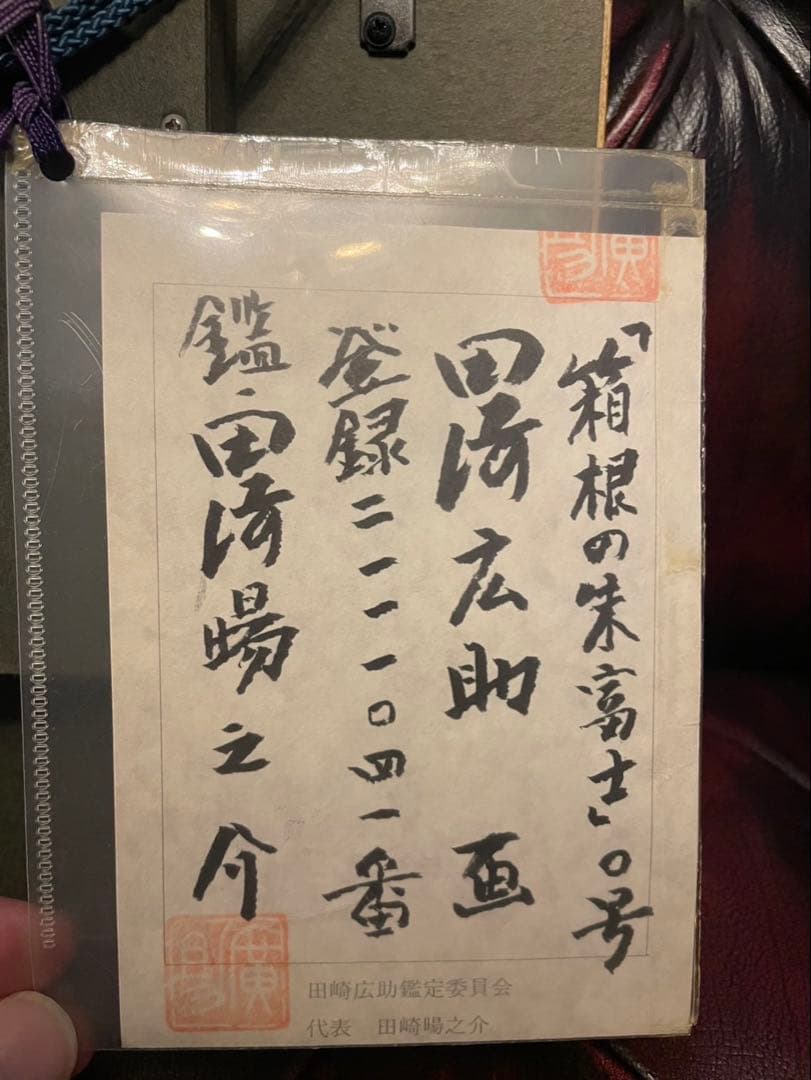 「箱根の朱富士」〇号
田崎広助 画
登録二一一一〇四一番
鑑・田崎暘之介
田崎広助鑑定委員会
代表 田崎暘之介